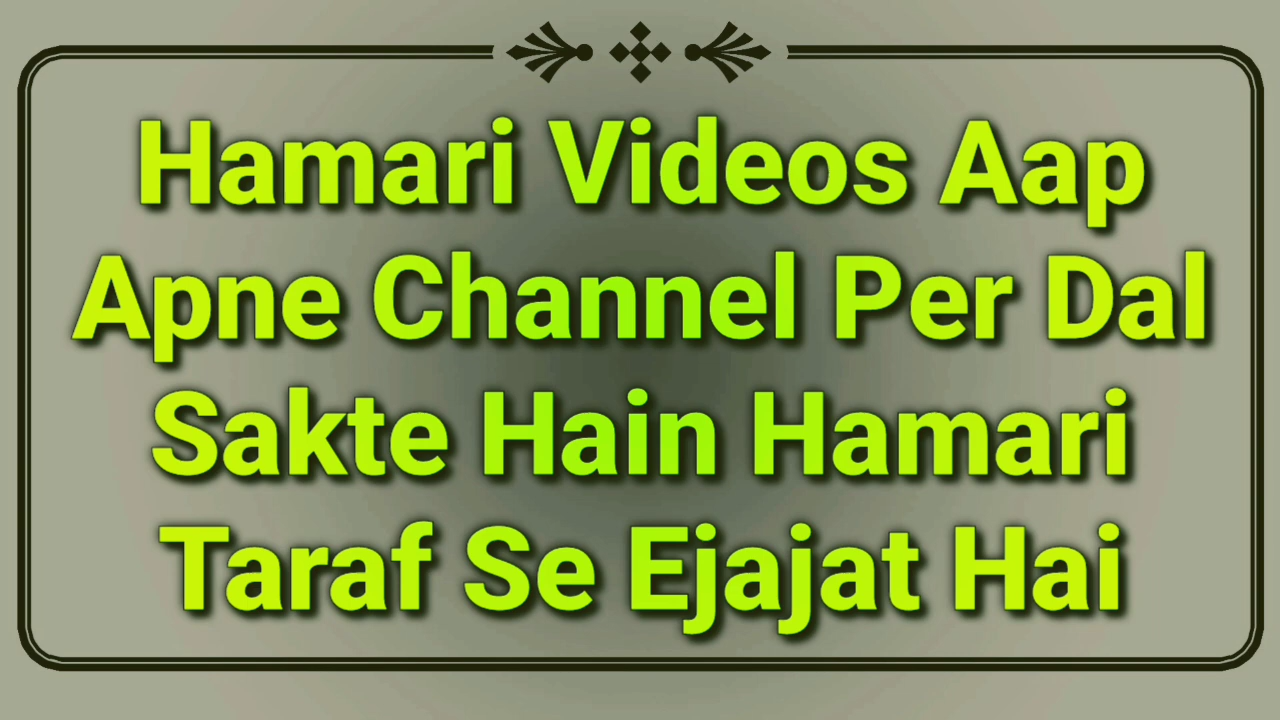 Hamari Videos Aap
Apne Channel Per Dal
Sakte Hain Hamari
Taraf Se Ejajat Hai